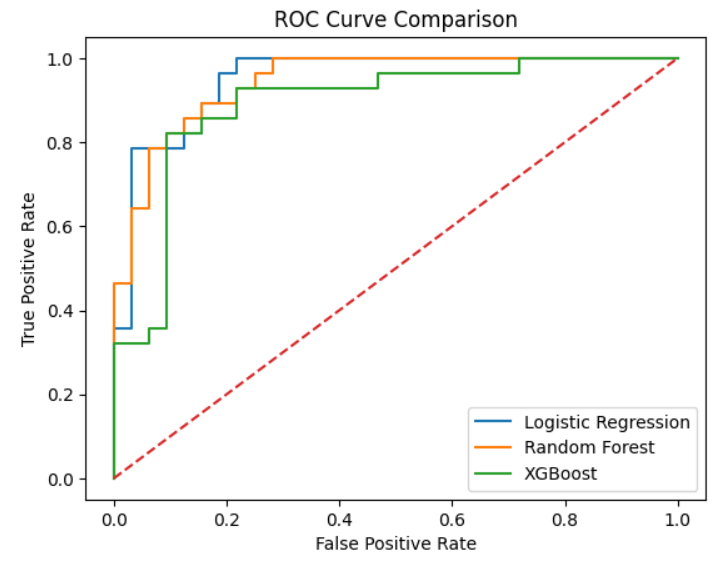 ROC Curve Comparison
True Positive Rate
1.0
0.8
0.6
0.4
0.2
0.0
Logistic Regression
Random Forest
XGBoost
0.0 0.2 0.4 0.6 0.8 1.0
False Positive Rate